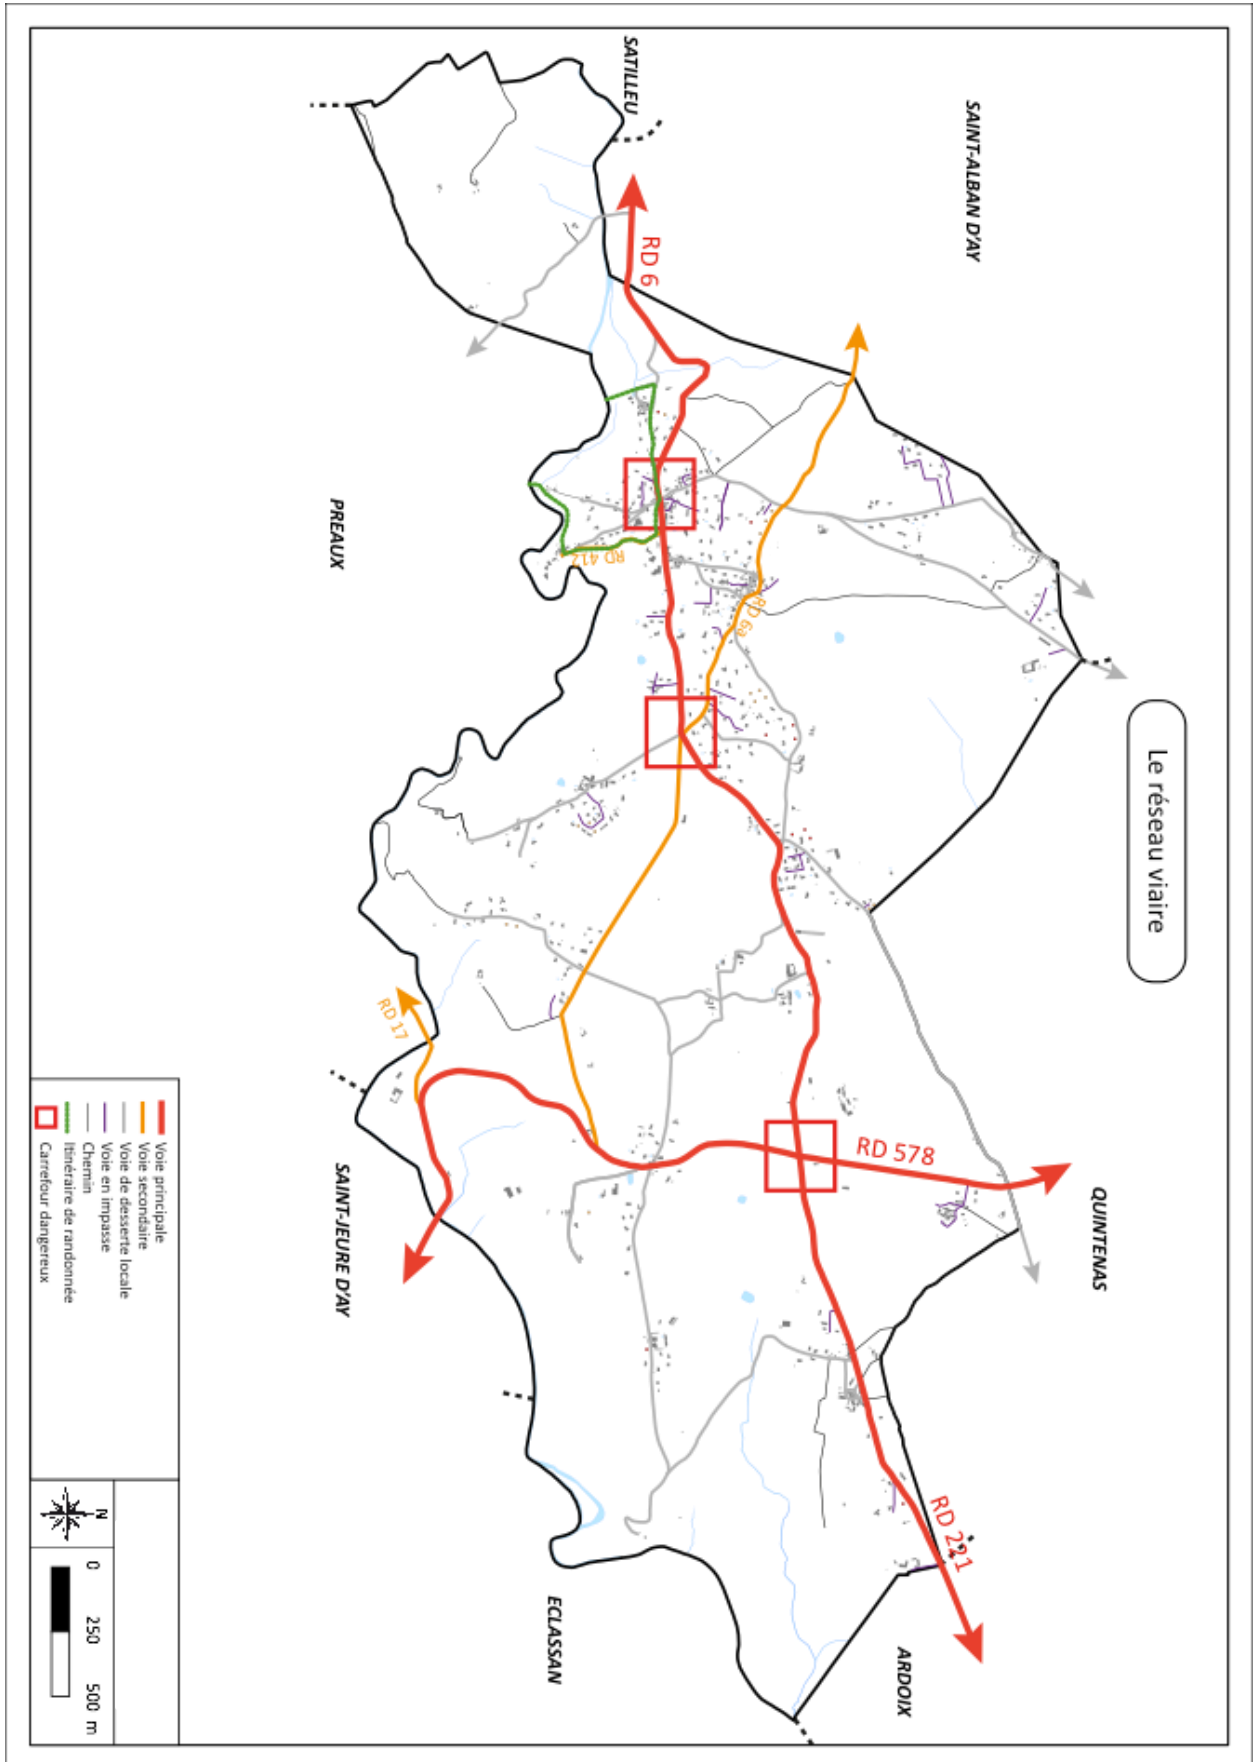 Le réseau viaire
SATILLEU
SAINT-ALBAN D'AY
QUINTENAS
ARDOIX
PREAUX
SAINT-JEURE D'AY
ECLASSAN
RD 6
RD 6a
RD 412
RD 578
RD 17
RD 221
Voie principale
Voie secondaire
Voie de desserte locale
Voie en impasse
Chemin
Itinéraire de randonnée
Carrefour dangereux
N
0 250 500 m